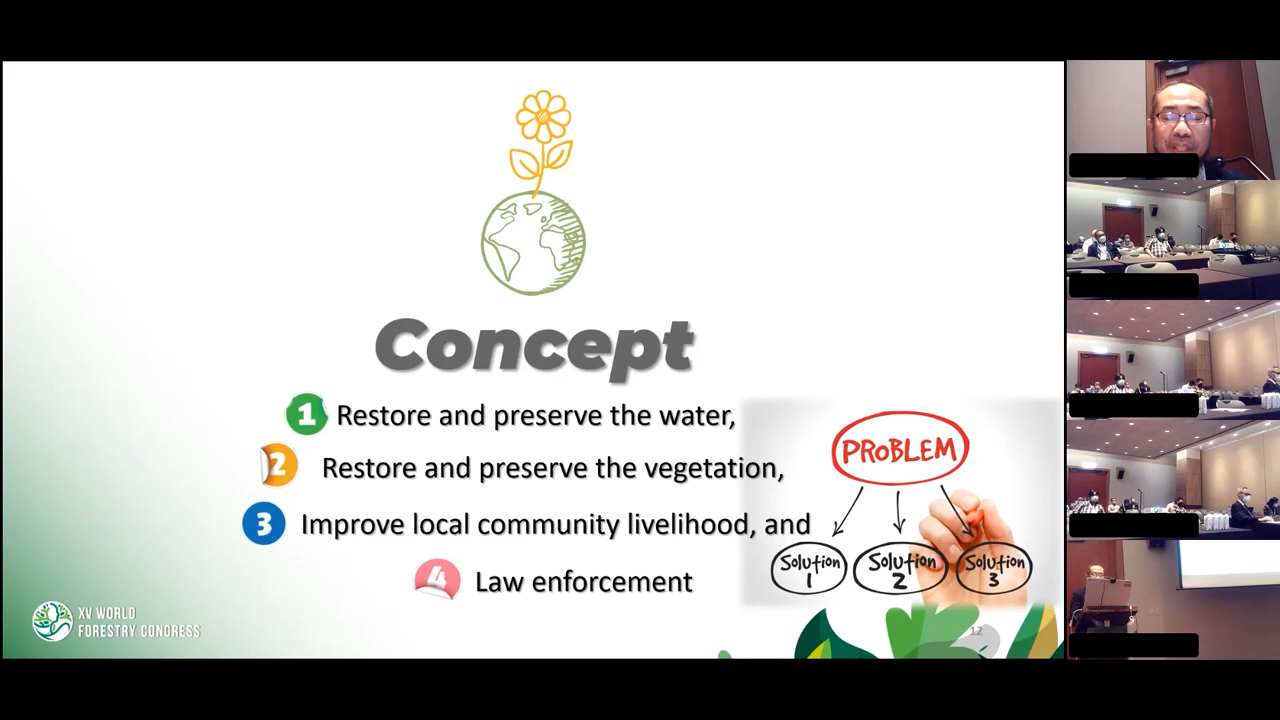 Concept
1 Restore and preserve the water,
2 Restore and preserve the vegetation,
3 Improve local community livelihood, and
4 Law enforcement
PROBLEM
Solution 1
Solution 2
Solution 3
XV WORLD
FORESTRY CONGRESS
12